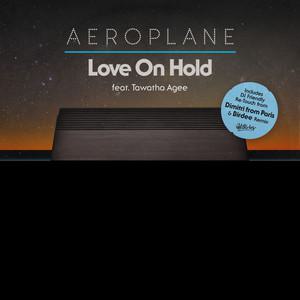 AEROPLANE
Love On Hold
feat. Tawatha Agee
Includes
DJ Friendly
Re-Touch from
Dimitri from Paris
& Birdee Remix